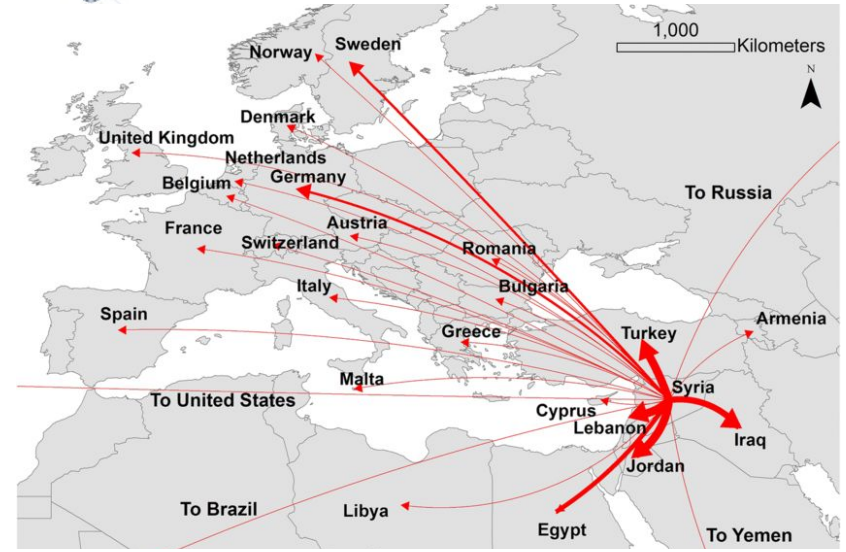 1,000
Kilometers
N
Norway
Sweden
Denmark
United Kingdom
Netherlands
Belgium
Germany
To Russia
France
Austria
Switzerland
Romania
Italy
Bulgaria
Spain
Greece
Turkey
Armenia
Malta
Syria
To United States
Cyprus
Lebanon
Iraq
Jordan
To Brazil
Libya
Egypt
To Yemen